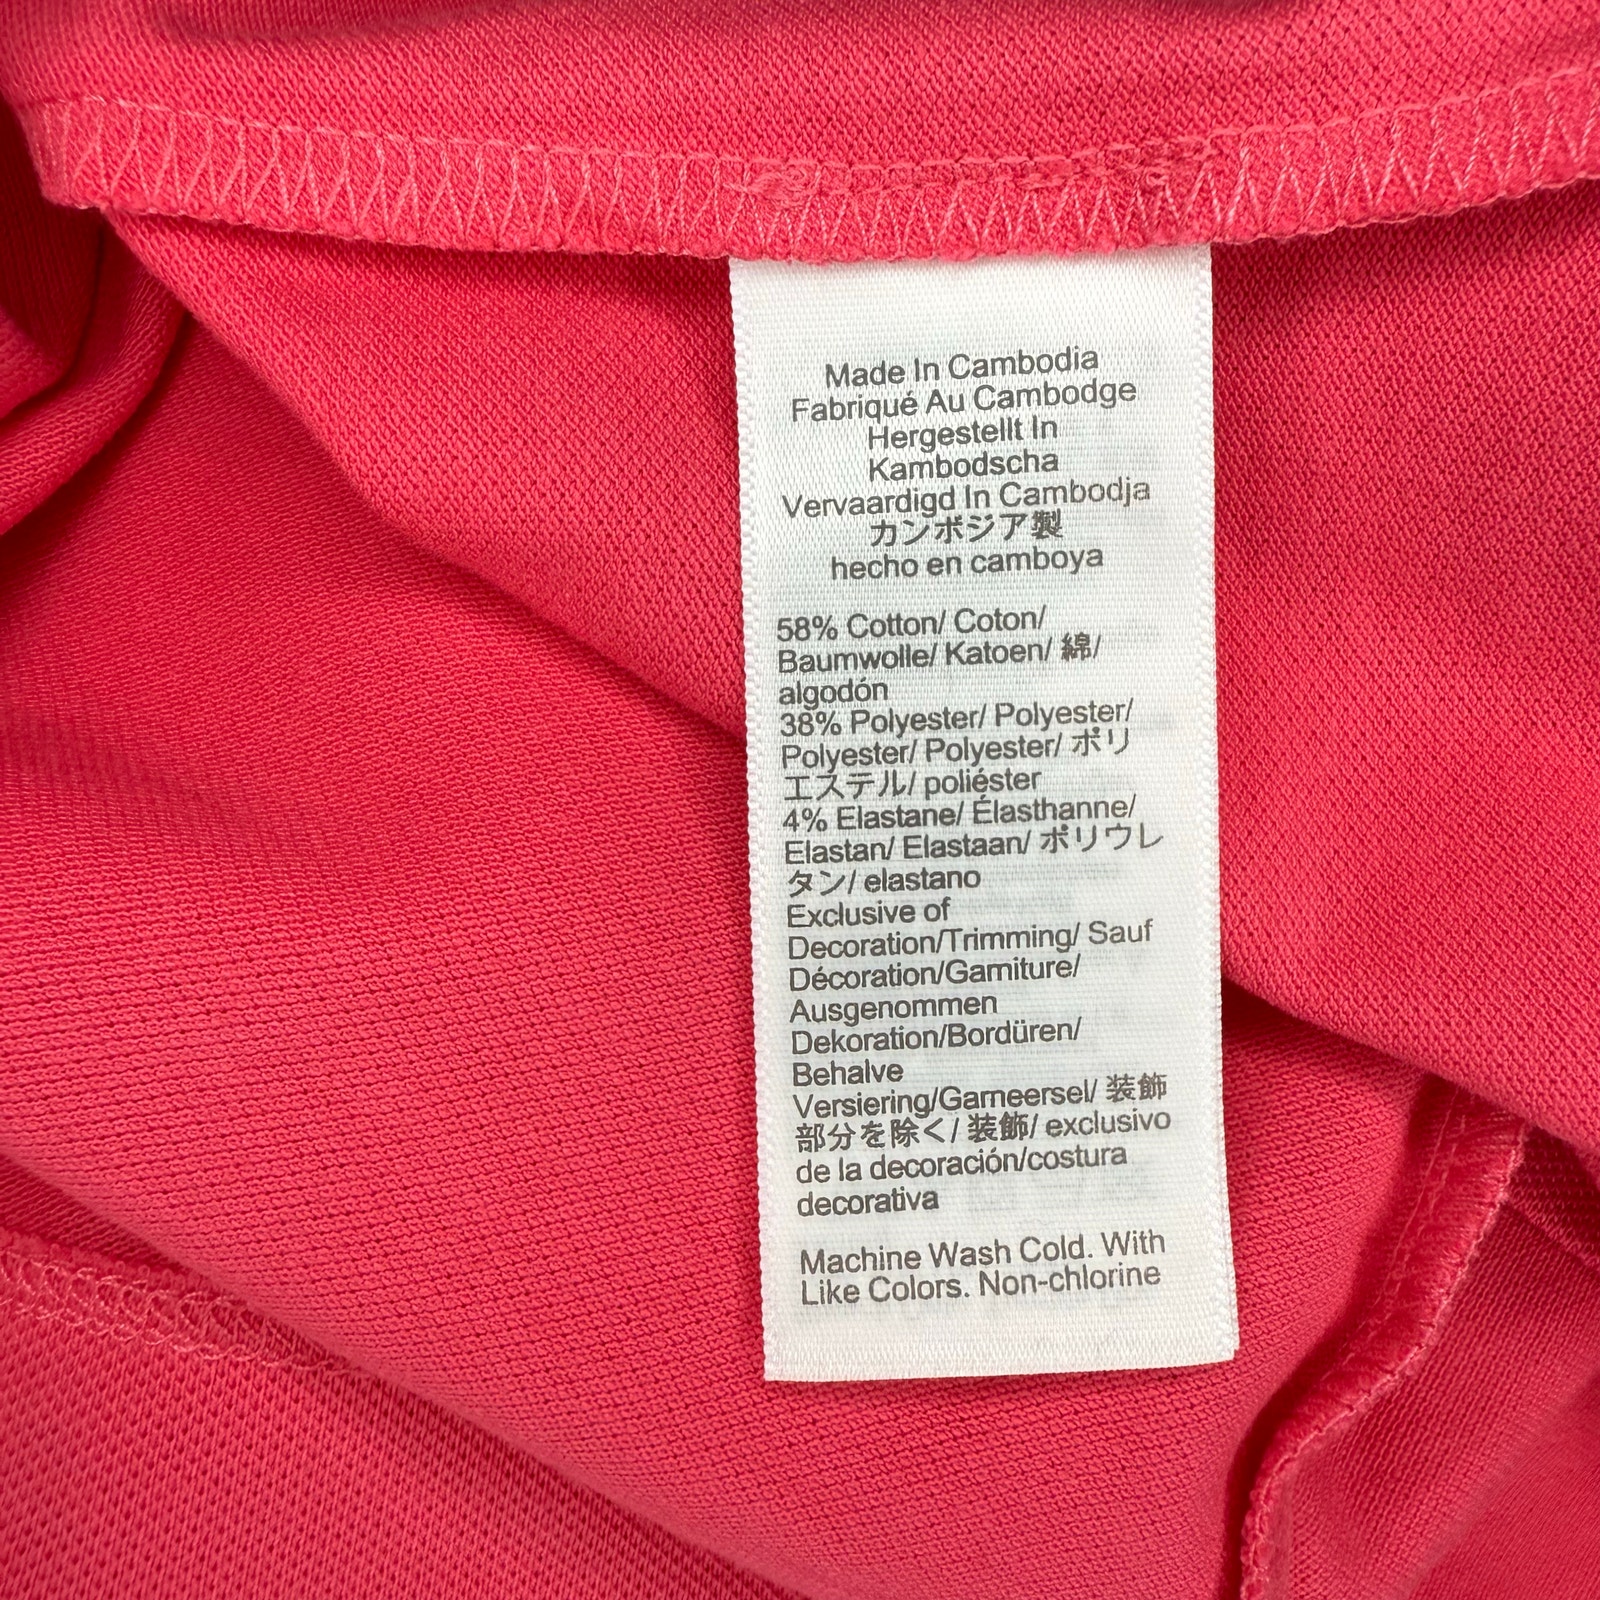 Made In Cambodia
Fabriqué Au Cambodge
Hergestellt In
Kambodscha
Vervaardigd In Cambodja
カンボジア製
hecho en camboya
58% Cotton/ Coton/
Baumwolle/ Katoen/ 綿/
algodón
38% Polyester/ Polyester/
Polyester/ Polyester/ ポリ
エステル/ poliéster
4% Elastane/ Élasthanne/
Elastan/ Elastaan/ ポリウレ
タン/ elastano
Exclusive of
Decoration/Trimming/ Sauf
Décoration/Garniture/
Ausgenommen
Dekoration/Bordüren/
Behalve
Versiering/Garneersel/ 装飾
部分を除く/ 装飾/ exclusivo
de la decoración/costura
decorativa
Machine Wash Cold. With
Like Colors. Non-chlorine